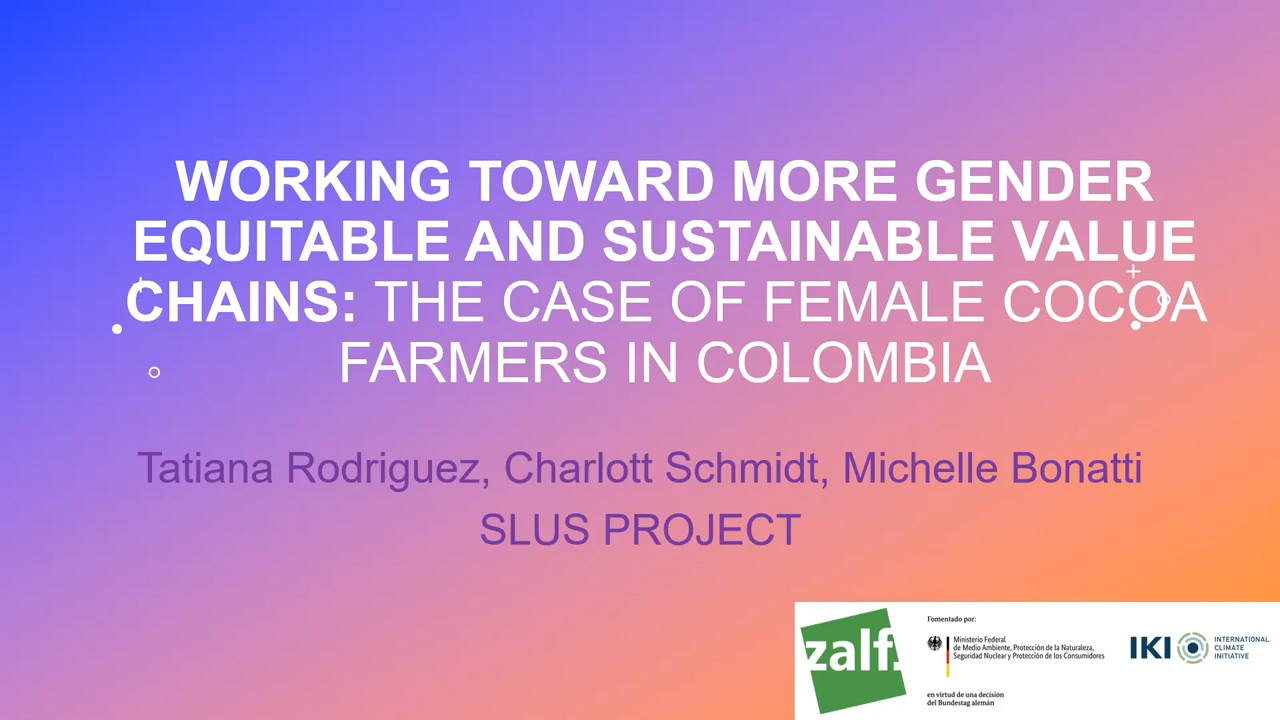 WORKING TOWARD MORE GENDER
EQUITABLE AND SUSTAINABLE VALUE
CHAINS: THE CASE OF FEMALE COCOA
FARMERS IN COLOMBIA
Tatiana Rodriguez, Charlott Schmidt, Michelle Bonatti
SLUS PROJECT
zalf.
Fomentado por:
Ministerio Federal
de Medio Ambiente, Protección de la Naturaleza,
Seguridad Nuclear y Protección de los Consumidores
en virtud de una decisión
del Bundestag alemán
IKI
INTERNATIONAL
CLIMATE
INITIATIVE